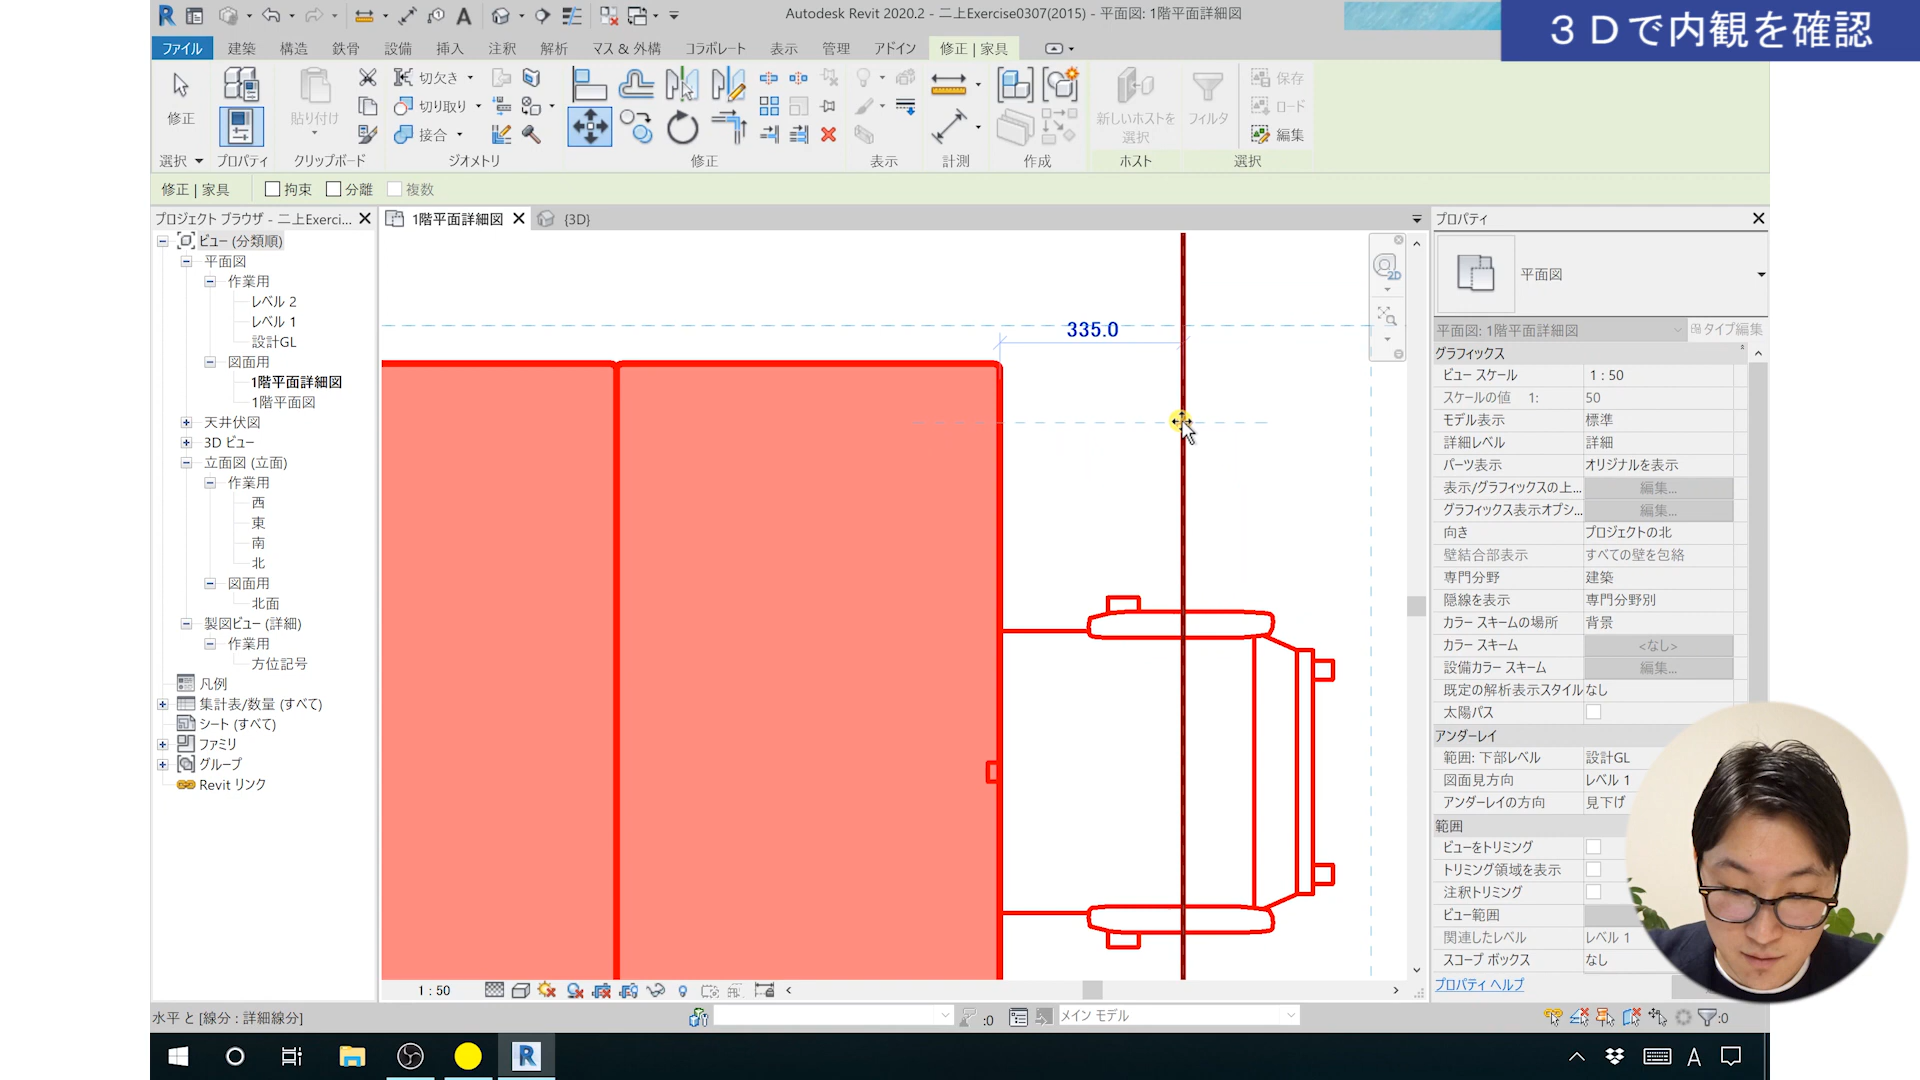 Autodesk Revit 2020.2 - 二上Exercise0307(2015) - 平面図: 1階平面詳細図
3Dで内観を確認
ファイル 建築 構造 鉄骨 設備 挿入 注釈 解析 マス & 外構 コラボレート 表示 管理 アドイン 修正 | 家具
修正 貼り付け 切欠き 切り取り 接合 新しいホストを選択 フィルタ 保存 ロード 編集
選択 プロパティ クリップボード ジオメトリ 修正 表示 計測 作成 ホスト 選択
修正 | 家具 拘束 分離 複数
プロジェクト ブラウザ - 二上Exerci...
ビュー (分類順)
平面図
作業用
レベル 2
レベル 1
設計GL
図面用
1階平面詳細図
1階平面図
天井伏図
3D ビュー
立面図 (立面)
作業用
西
東
南
北
図面用
北面
製図ビュー (詳細)
作業用
方位記号
凡例
集計表/数量 (すべて)
シート (すべて)
ファミリ
グループ
Revit リンク
1階平面詳細図 {3D}
335.0
2D
1 : 50
プロパティ
平面図
平面図: 1階平面詳細図 タイプ編集
グラフィックス
ビュー スケール 1 : 50
スケールの値 1: 50
モデル表示 標準
詳細レベル 詳細
パーツ表示 オリジナルを表示
表示/グラフィックスの上... 編集...
グラフィックス表示オプシ... 編集...
向き プロジェクトの北
壁結合部表示 すべての壁を包絡
専門分野 建築
隠線を表示 専門分野別
カラー スキームの場所 背景
カラー スキーム <なし>
設備カラー スキーム 編集...
既定の解析表示スタイル なし
太陽パス
アンダーレイ
範囲: 下部レベル 設計GL
図面見方向 レベル 1
アンダーレイの方向 見下げ
範囲
ビューをトリミング
トリミング領域を表示
注釈トリミング
ビュー範囲
関連したレベル レベル 1
スコープ ボックス なし
プロパティ ヘルプ
水平 と [線分 : 詳細線分] :0 メイン モデル :0
A